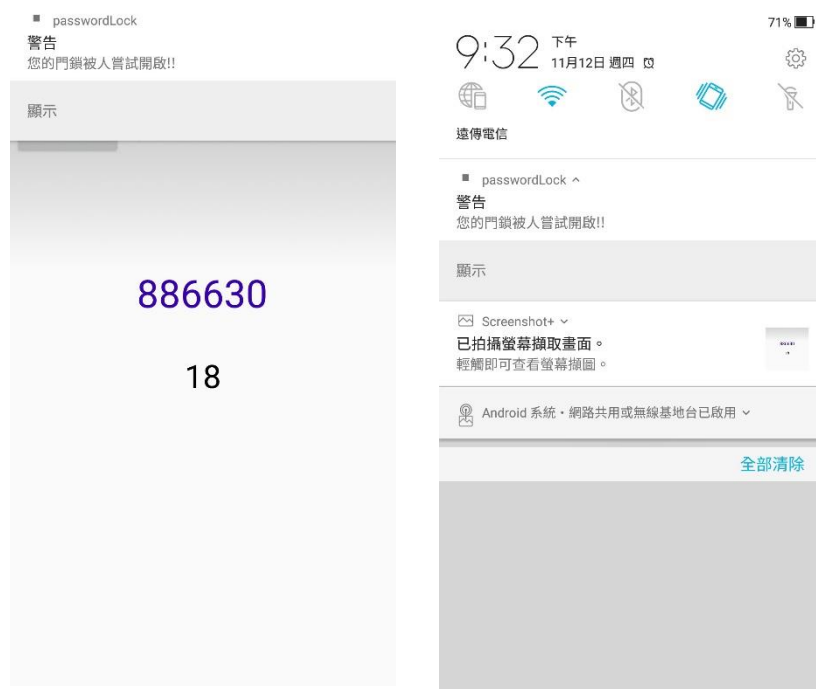 passwordLock
警告
您的門鎖被人嘗試開啟!!
顯示
886630
18
71%
9:32 下午
11月12日 週四
遠傳電信
passwordLock
警告
您的門鎖被人嘗試開啟!!
顯示
Screenshot+
已拍攝螢幕擷取畫面。
輕觸即可查看螢幕擷圖。
Android 系統・網路共用或無線基地台已啟用
全部清除